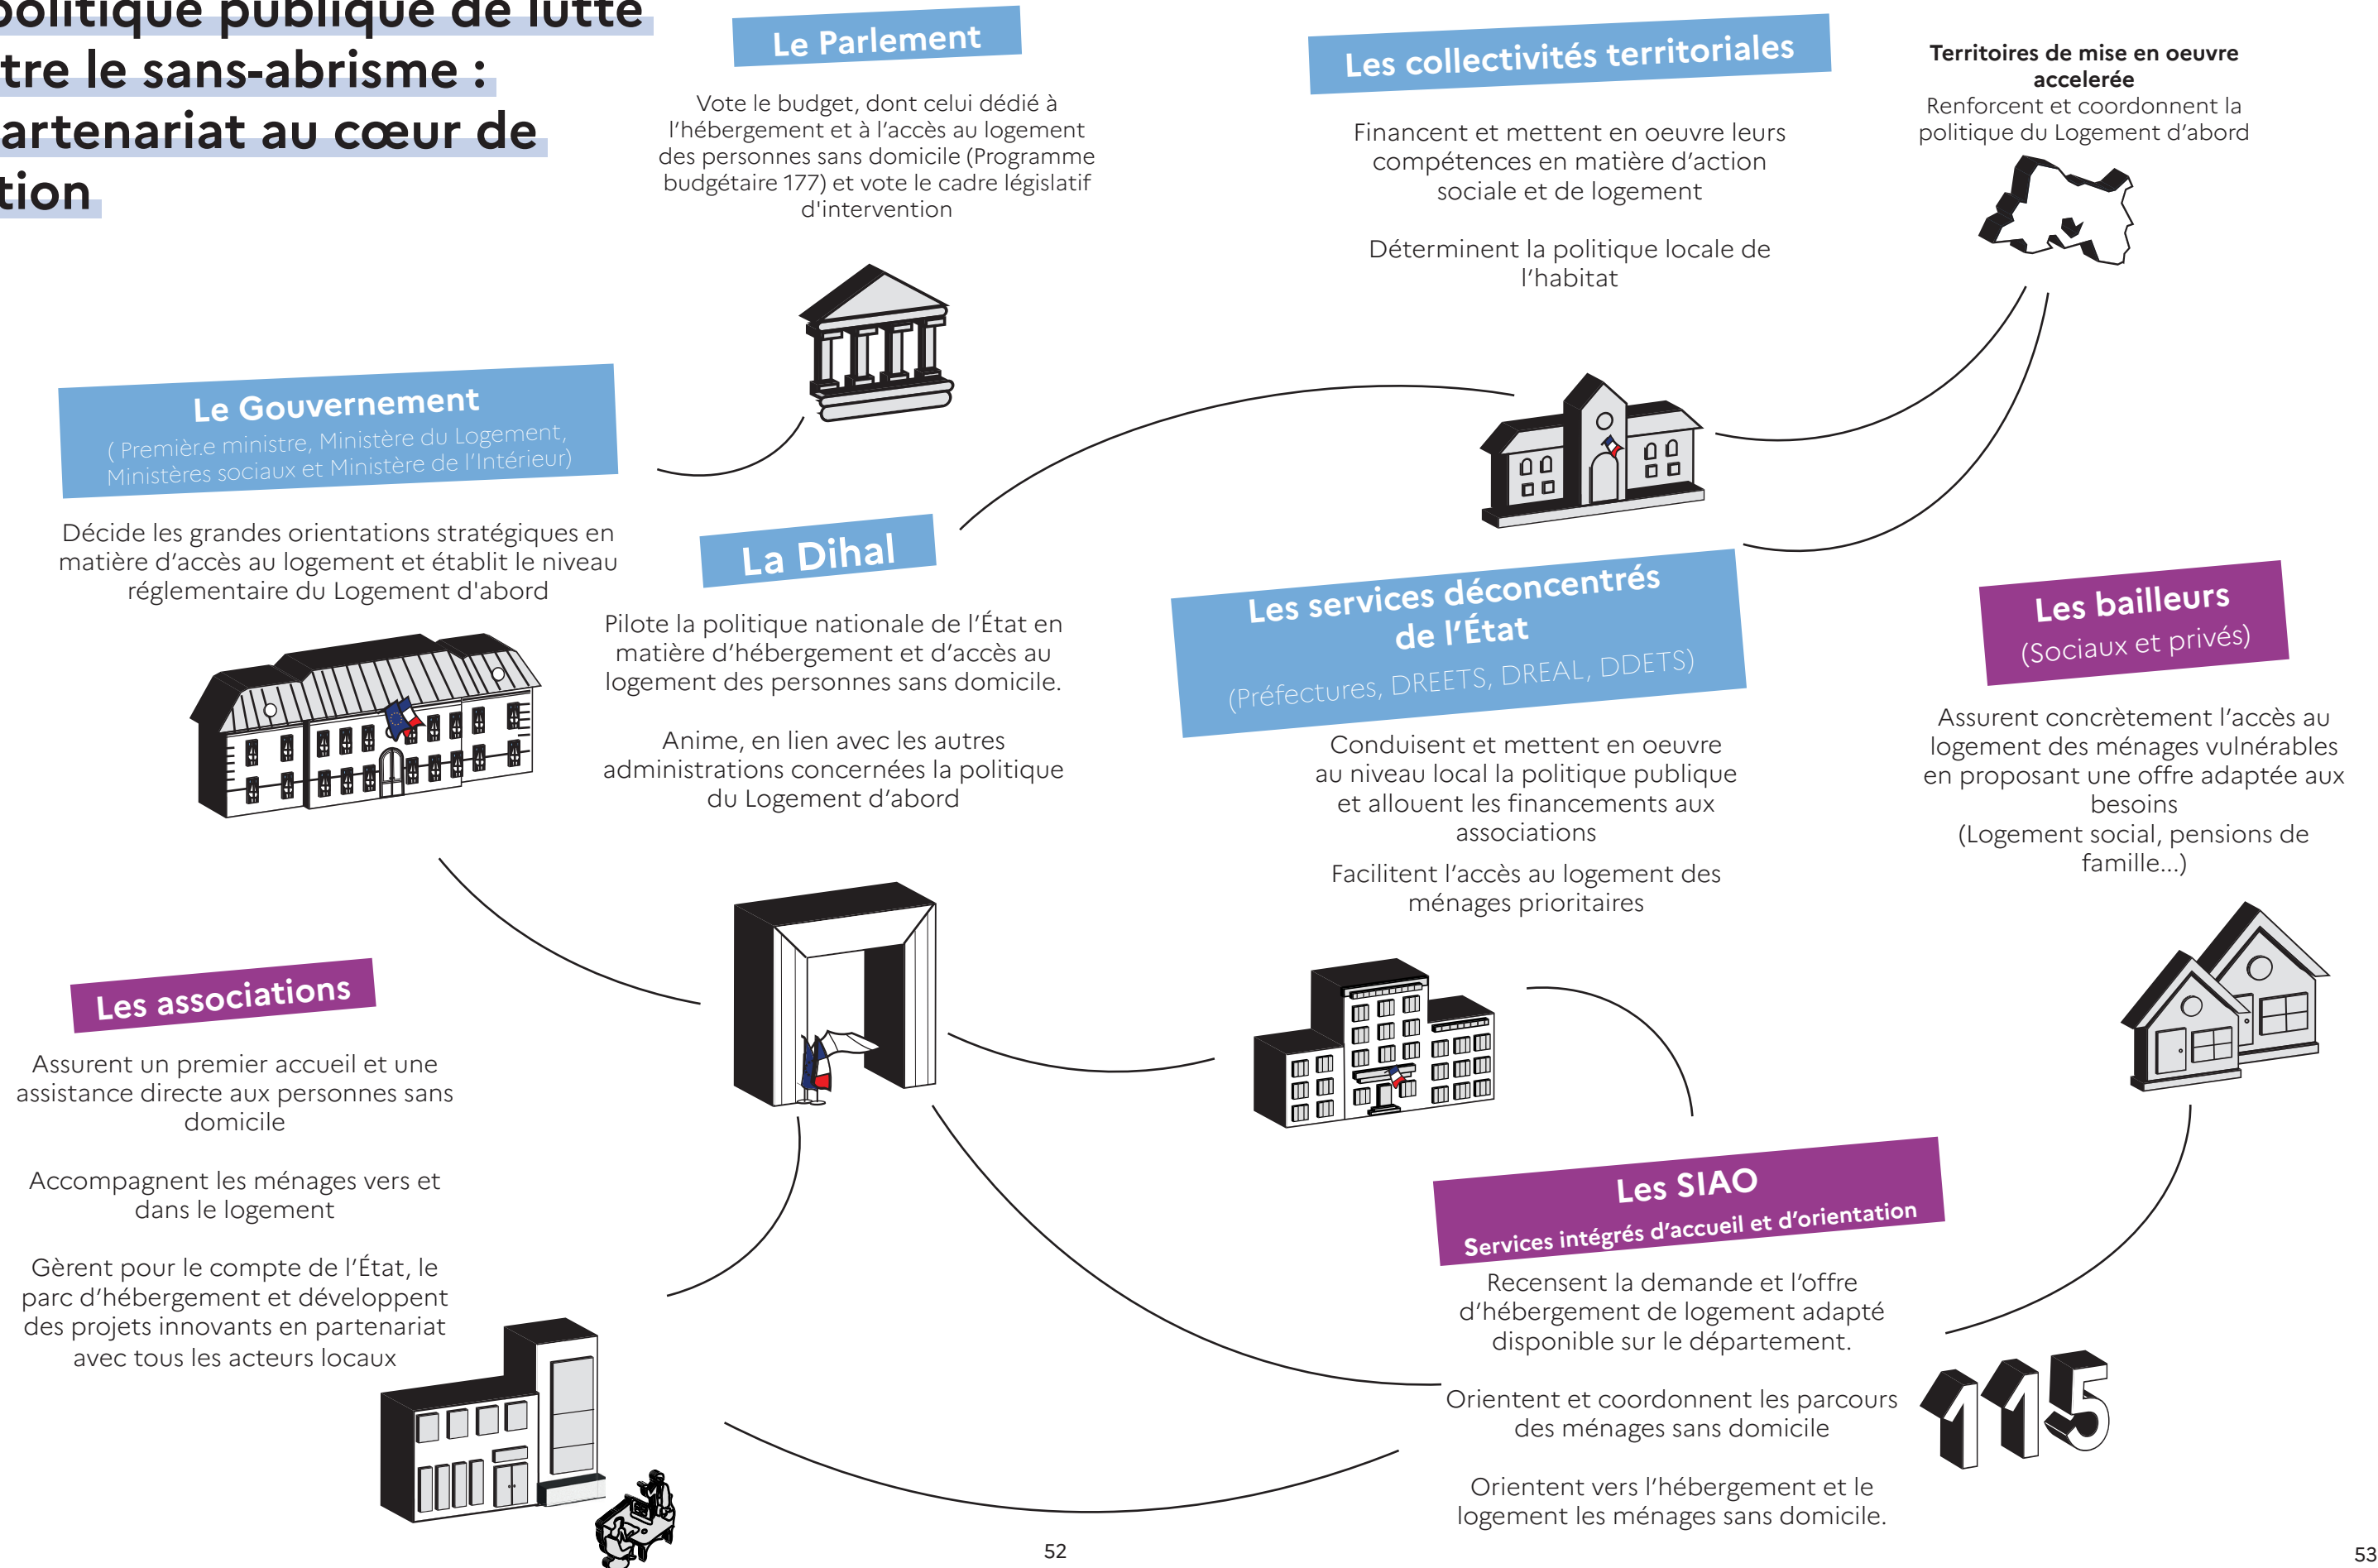 politique publique de lutte
tre le sans-abrisme :
artenariat au cœur de
tion
Le Parlement
Vote le budget, dont celui dédié à
l'hébergement et à l'accès au logement
des personnes sans domicile (Programme
budgétaire 177) et vote le cadre législatif
d'intervention
Les collectivités territoriales
Financent et mettent en oeuvre leurs
compétences en matière d'action
sociale et de logement
Déterminent la politique locale de
l'habitat
Territoires de mise en oeuvre
accelerée
Renforcent et coordonnent la
politique du Logement d'abord
Le Gouvernement
( Premièr.e ministre, Ministère du Logement,
Ministères sociaux et Ministère de l'Intérieur)
Décide les grandes orientations stratégiques en
matière d'accès au logement et établit le niveau
réglementaire du Logement d'abord
La Dihal
Pilote la politique nationale de l'État en
matière d'hébergement et d'accès au
logement des personnes sans domicile.
Anime, en lien avec les autres
administrations concernées la politique
du Logement d'abord
Les services déconcentrés
de l'État
(Préfectures, DREETS, DREAL, DDETS)
Conduisent et mettent en oeuvre
au niveau local la politique publique
et allouent les financements aux
associations
Facilitent l'accès au logement des
ménages prioritaires
Les bailleurs
(Sociaux et privés)
Assurent concrètement l'accès au
logement des ménages vulnérables
en proposant une offre adaptée aux
besoins
(Logement social, pensions de
famille...)
Les associations
Assurent un premier accueil et une
assistance directe aux personnes sans
domicile
Accompagnent les ménages vers et
dans le logement
Gèrent pour le compte de l'État, le
parc d'hébergement et développent
des projets innovants en partenariat
avec tous les acteurs locaux
Les SIAO
Services intégrés d'accueil et d'orientation
Recensent la demande et l'offre
d'hébergement de logement adapté
disponible sur le département.
Orientent et coordonnent les parcours
des ménages sans domicile
Orientent vers l'hébergement et le
logement les ménages sans domicile.
115
52
53